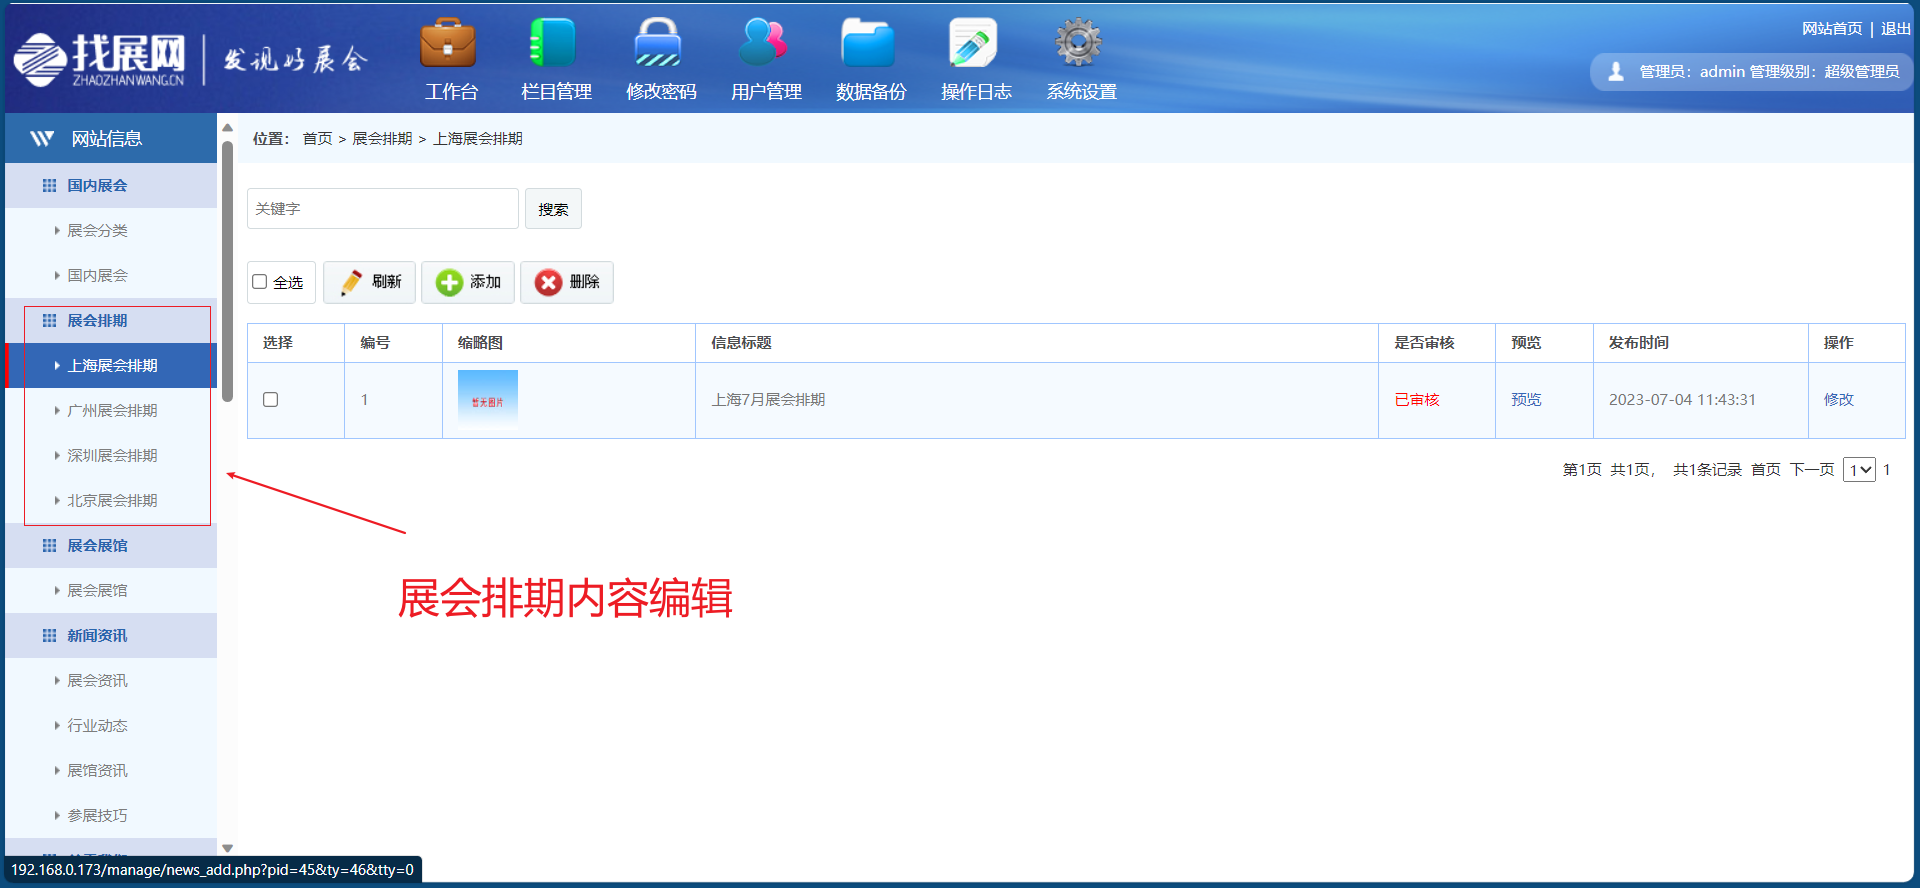 找展网
ZHAOZHANWANG.CN
发现好展会
工作台
栏目管理
修改密码
用户管理
数据备份
操作日志
系统设置
网站首页 | 退出
管理员：admin 管理级别：超级管理员
网站信息
国内展会
展会分类
国内展会
展会排期
上海展会排期
广州展会排期
深圳展会排期
北京展会排期
展会展馆
展会展馆
新闻资讯
展会资讯
行业动态
展馆资讯
参展技巧
192.168.0.173/manage/news_add.php?pid=45&ty=46&tty=0
位置： 首页 > 展会排期 > 上海展会排期
关键字
搜索
全选
刷新
添加
删除
选择 编号 缩略图 信息标题 是否审核 预览 发布时间 操作
1 暂无图片 上海7月展会排期 已审核 预览 2023-07-04 11:43:31 修改
第1页 共1页， 共1条记录 首页 下一页 1 1
展会排期内容编辑